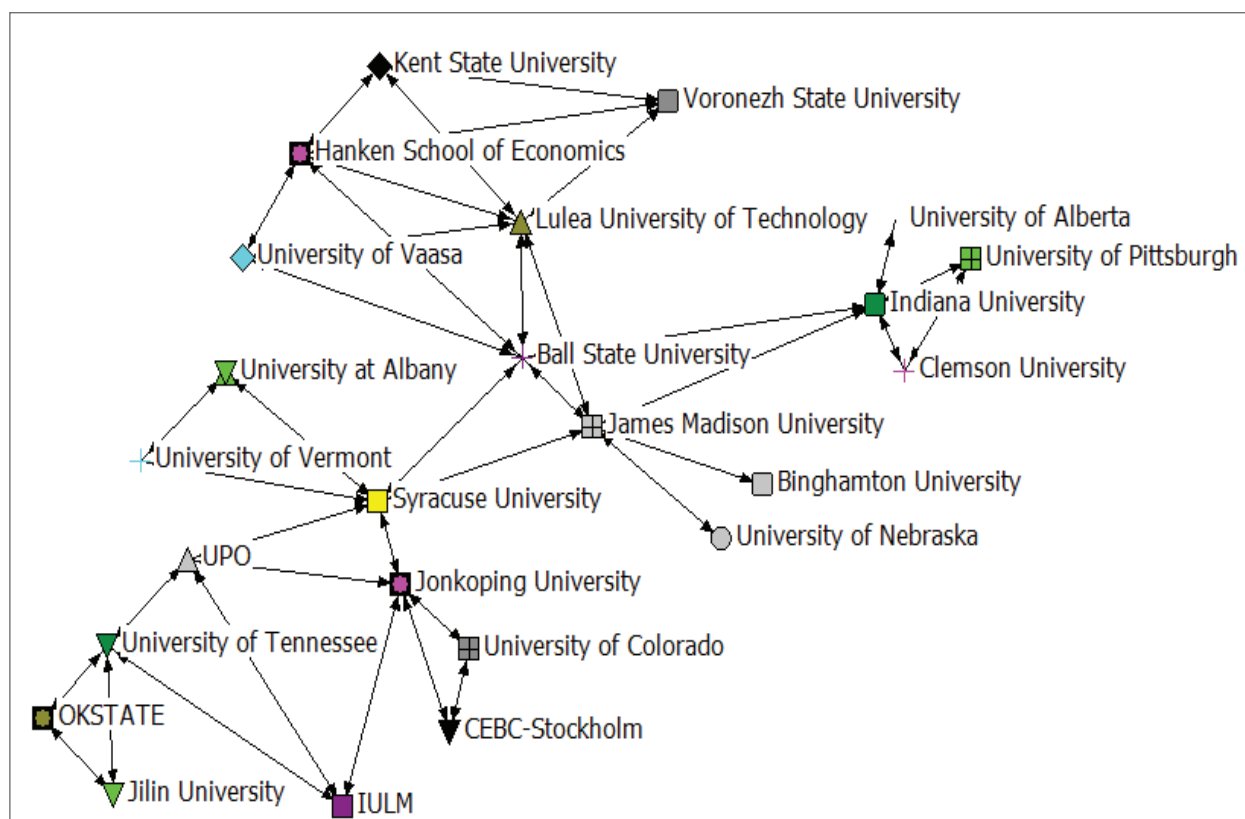 Kent State University
Voronezh State University
Hanken School of Economics
Lulea University of Technology
University of Alberta
University of Vaasa
University of Pittsburgh
Indiana University
Ball State University
University at Albany
Clemson University
James Madison University
University of Vermont
Binghamton University
Syracuse University
University of Nebraska
UPO
Jonkoping University
University of Tennessee
University of Colorado
OKSTATE
CEBC-Stockholm
Jilin University
IULM